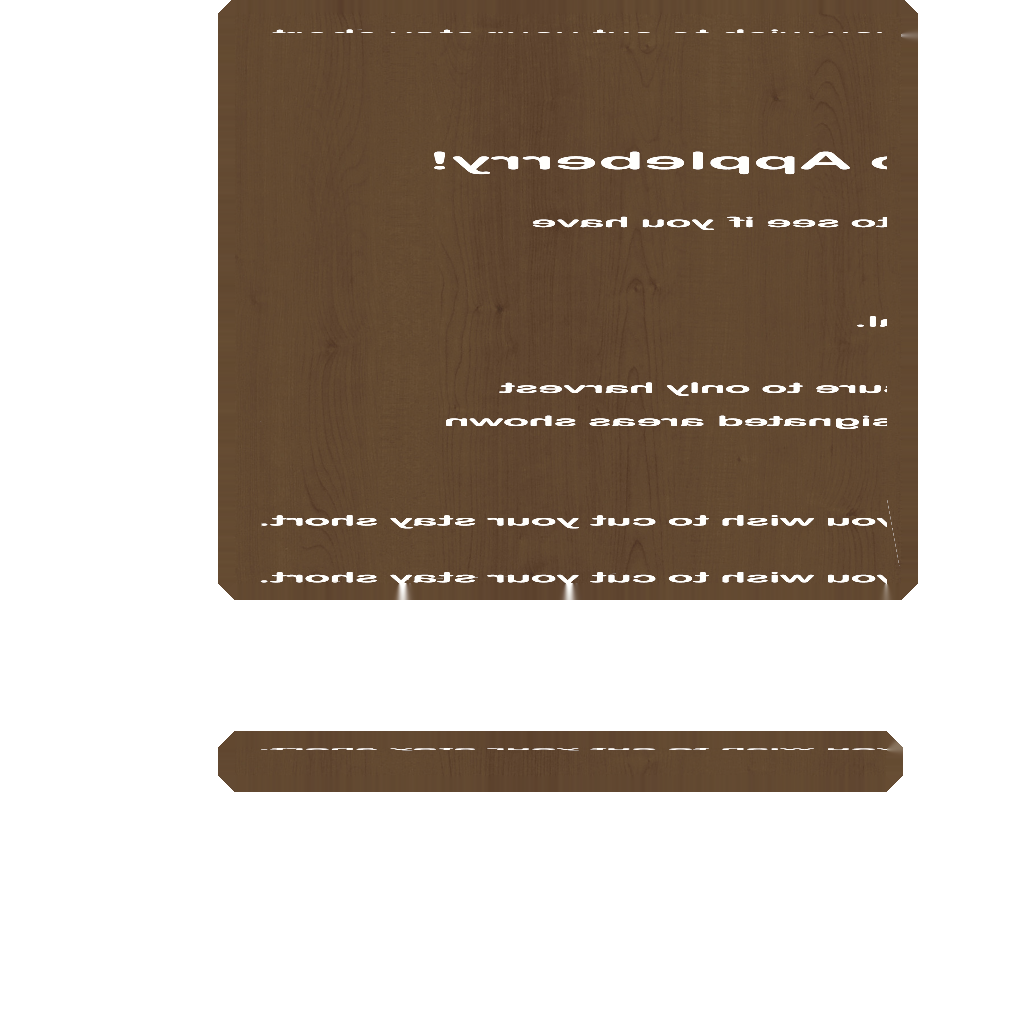 o Appleberry!
to see if you have
sure to only harvest
signated areas shown
you wish to cut your stay short.
you wish to cut your stay short.